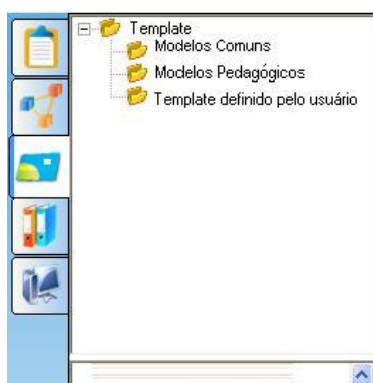 Template
Modelos Comuns
Modelos Pedagógicos
Template definido pelo usuário